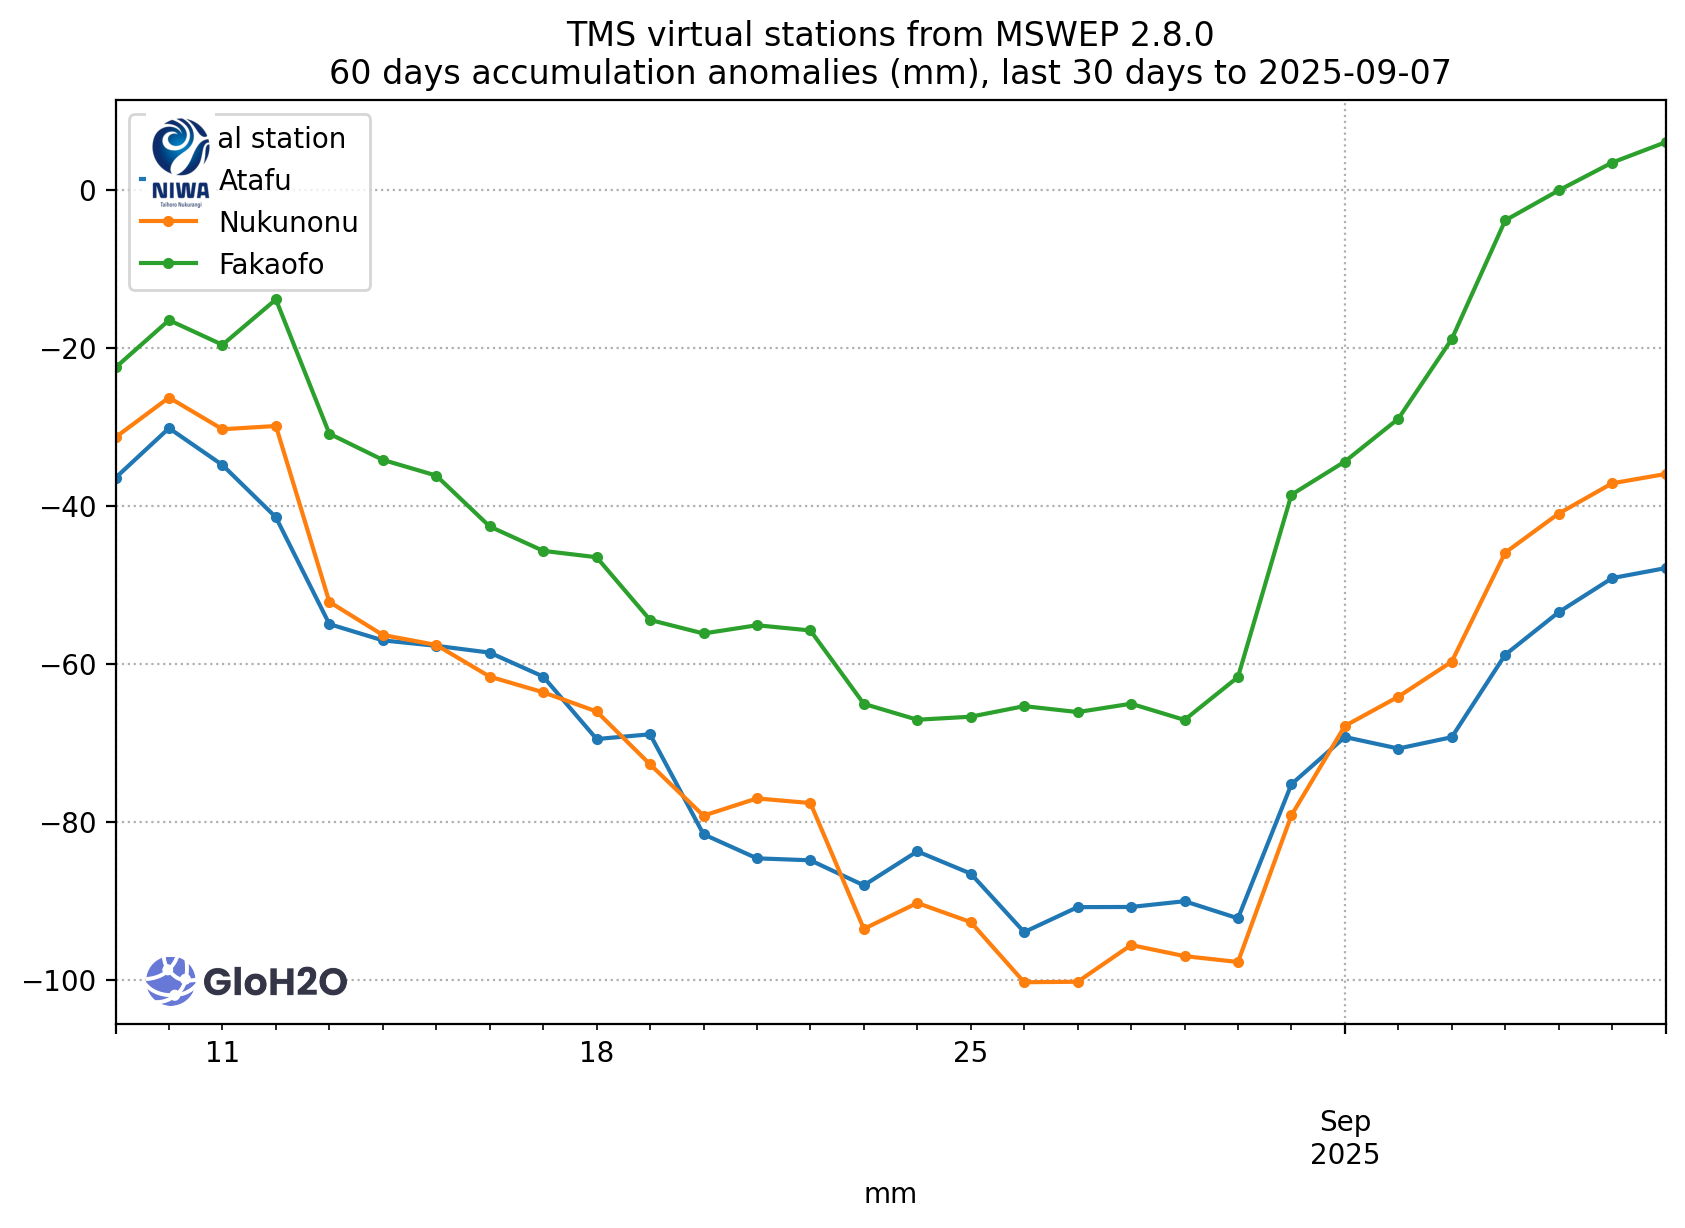 TMS virtual stations from MSWEP 2.8.0
60 days accumulation anomalies (mm), last 30 days to 2025-09-07
al station
Atafu
Nukunonu
Fakaofo
NIWA
Taihoro Nukurangi
0
−20
−40
−60
−80
−100
GloH2O
11
18
25
Sep
2025
mm